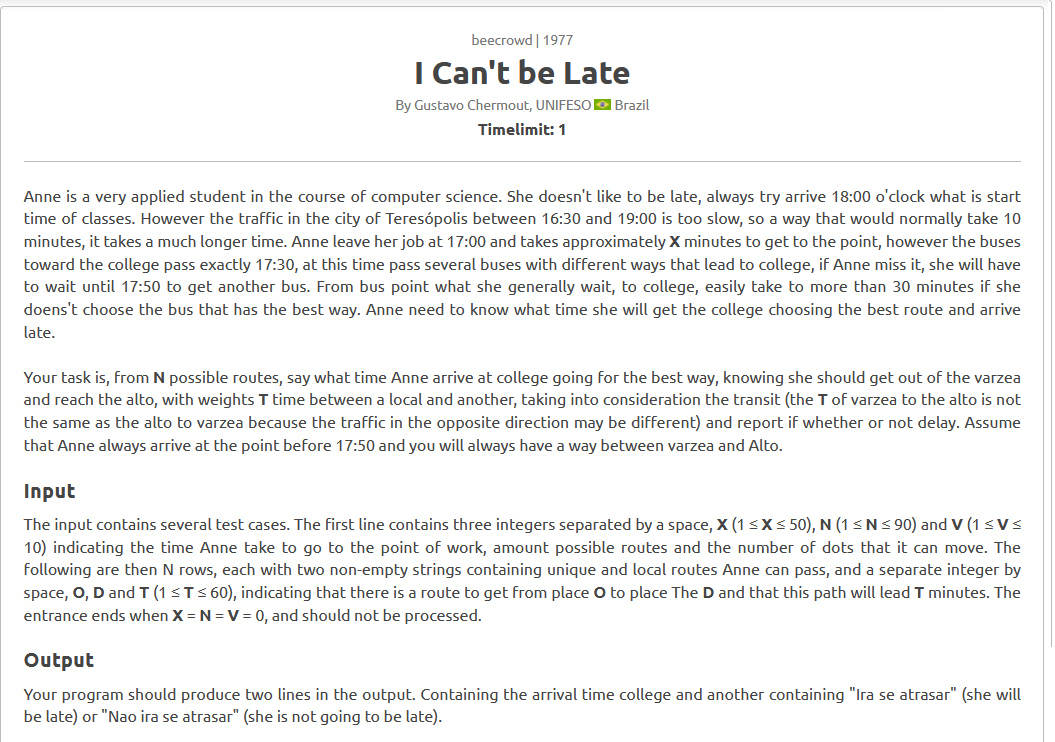 beecrowd | 1977
I Can't be Late
By Gustavo Chermout, UNIFESO Brazil
Timelimit: 1
Anne is a very applied student in the course of computer science. She doesn't like to be late, always try arrive 18:00 o'clock what is start
time of classes. However the traffic in the city of Teresópolis between 16:30 and 19:00 is too slow, so a way that would normally take 10
minutes, it takes a much longer time. Anne leave her job at 17:00 and takes approximately X minutes to get to the point, however the buses
toward the college pass exactly 17:30, at this time pass several buses with different ways that lead to college, if Anne miss it, she will have
to wait until 17:50 to get another bus. From bus point what she generally wait, to college, easily take to more than 30 minutes if she
doens't choose the bus that has the best way. Anne need to know what time she will get the college choosing the best route and arrive
late.
Your task is, from N possible routes, say what time Anne arrive at college going for the best way, knowing she should get out of the varzea
and reach the alto, with weights T time between a local and another, taking into consideration the transit (the T of varzea to the alto is not
the same as the alto to varzea because the traffic in the opposite direction may be different) and report if whether or not delay. Assume
that Anne always arrive at the point before 17:50 and you will always have a way between varzea and Alto.
Input
The input contains several test cases. The first line contains three integers separated by a space, X (1 ≤ X ≤ 50), N (1 ≤ N ≤ 90) and V (1 ≤ V ≤
10) indicating the time Anne take to go to the point of work, amount possible routes and the number of dots that it can move. The
following are then N rows, each with two non-empty strings containing unique and local routes Anne can pass, and a separate integer by
space, O, D and T (1 ≤ T ≤ 60), indicating that there is a route to get from place O to place The D and that this path will lead T minutes. The
entrance ends when X = N = V = 0, and should not be processed.
Output
Your program should produce two lines in the output. Containing the arrival time college and another containing "Ira se atrasar" (she will
be late) or "Nao ira se atrasar" (she is not going to be late).